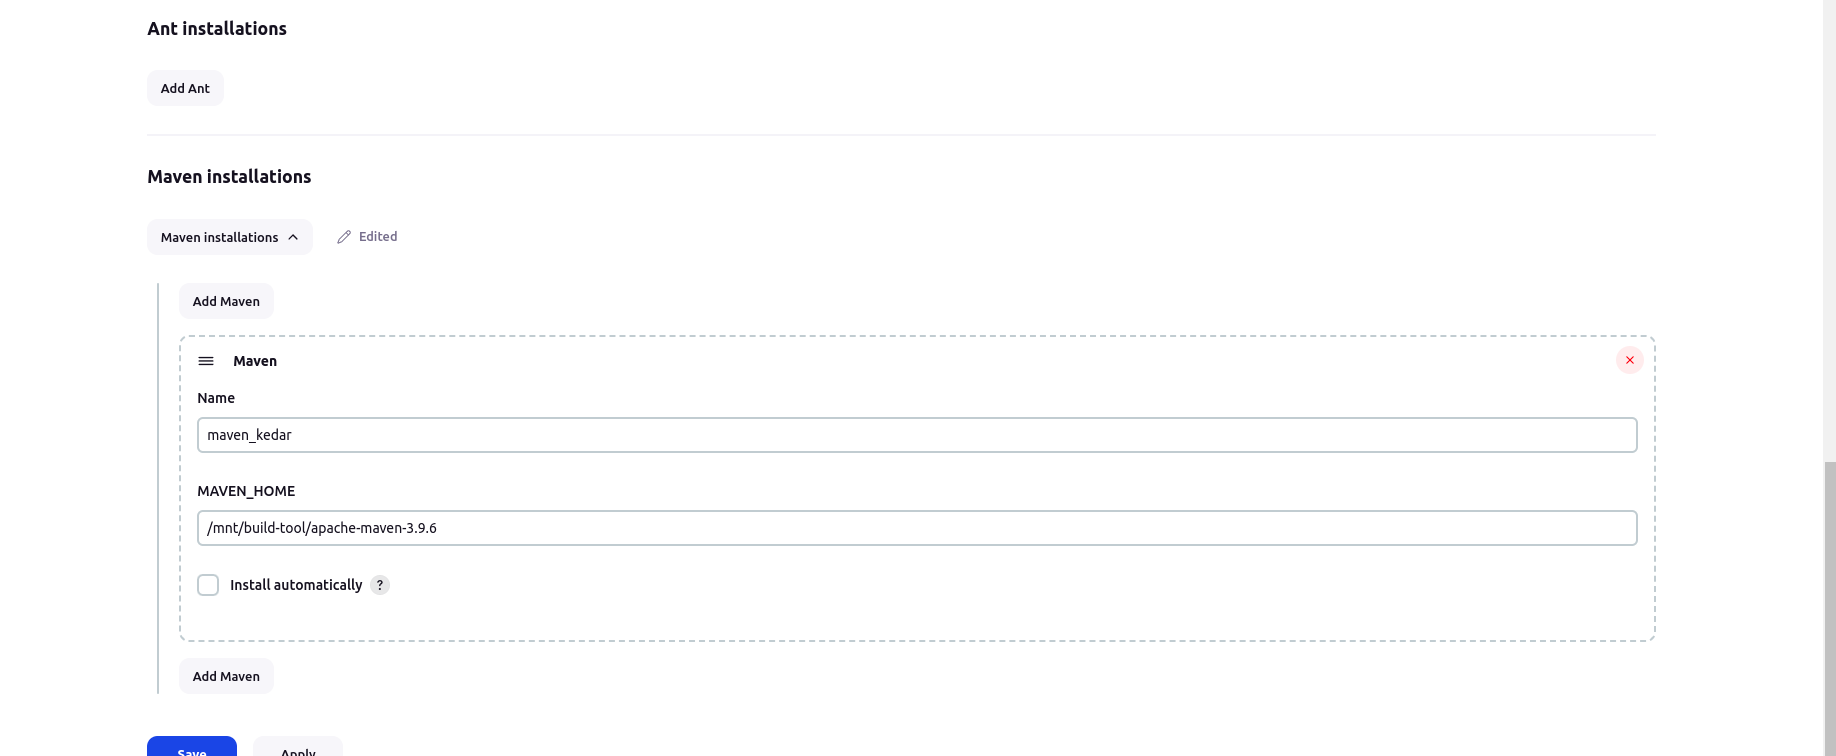 Ant installations
Add Ant
Maven installations
Maven installations
Edited
Add Maven
Maven
Name
maven_kedar
MAVEN_HOME
/mnt/build-tool/apache-maven-3.9.6
Install automatically ?
Add Maven
Save Apply